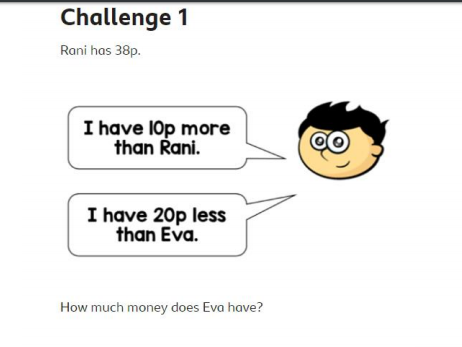 Challenge 1
Rani has 38p.
I have 10p more
than Rani.
I have 20p less
than Eva.
How much money does Eva have?